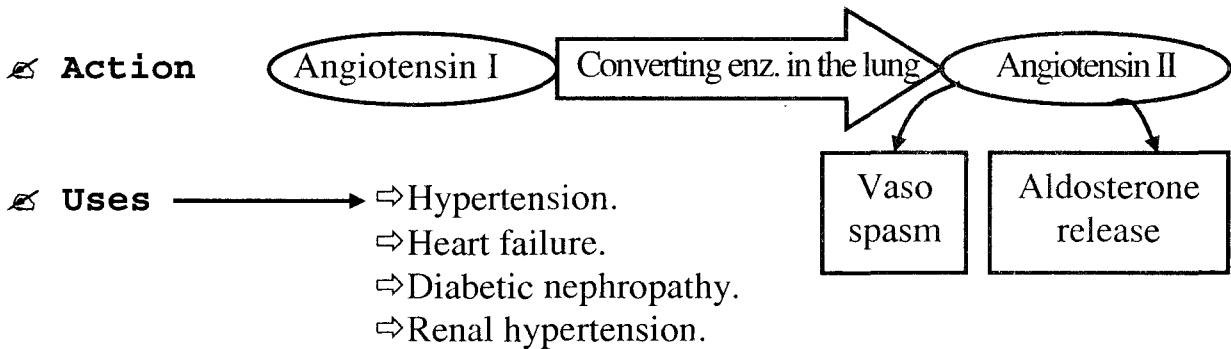 ✍ Action
Angiotensin I
Converting enz. in the lung
Angiotensin II
Vaso
spasm
Aldosterone
release
✍ Uses
⇨Hypertension.
⇨Heart failure.
⇨Diabetic nephropathy.
⇨Renal hypertension.